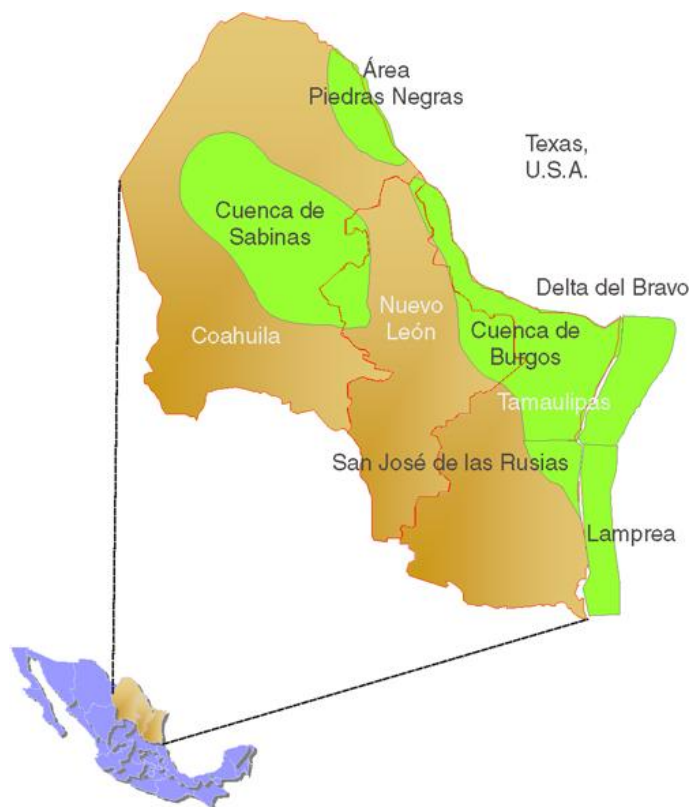 Área
Piedras Negras
Texas,
U.S.A.
Cuenca de
Sabinas
Delta del Bravo
Nuevo
León
Coahuila
Cuenca de
Burgos
Tamaulipas
San José de las Rusias
Lamprea